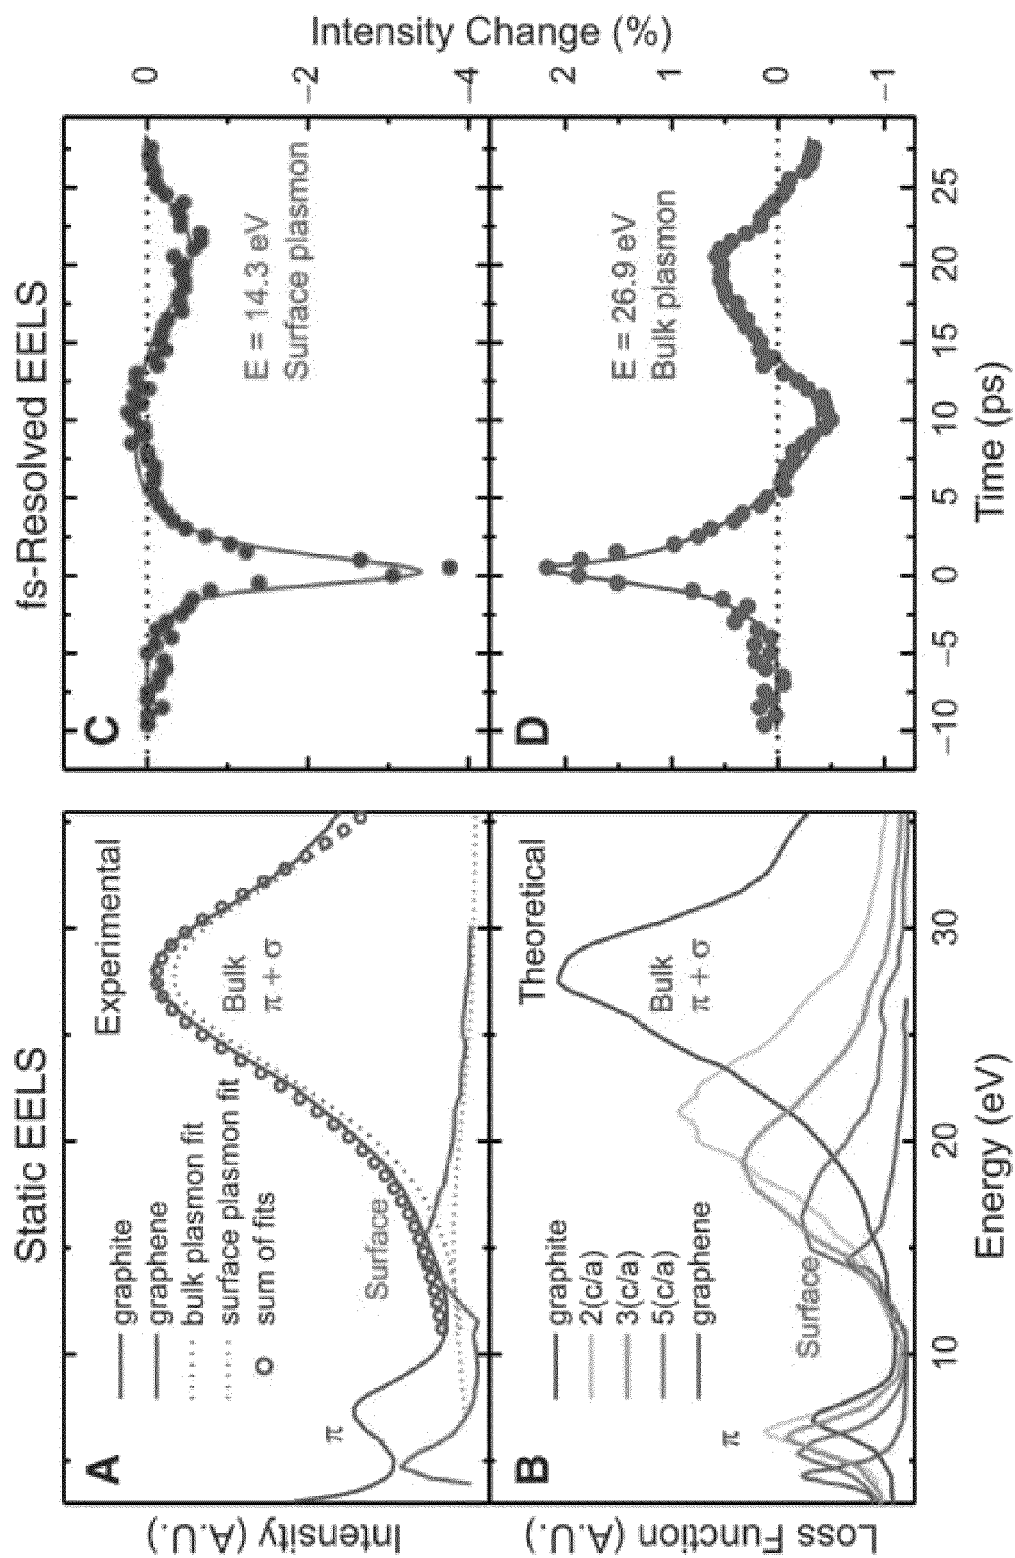 Static EELS
fs-Resolved EELS
A
Experimental
graphite
graphene
bulk plasmon fit
surface plasmon fit
sum of fits
π
Surface
Bulk
π + σ
Intensity (A.U.)
B
Theoretical
graphite
2(c/a)
3(c/a)
5(c/a)
graphene
π
Surface
Bulk
π + σ
Loss Function (A.U.)
10
20
30
Energy (eV)
C
E = 14.3 eV
Surface plasmon
0
−2
−4
Intensity Change (%)
D
E = 26.9 eV
Bulk plasmon
2
1
0
−1
−10
−5
0
5
10
15
20
25
Time (ps)